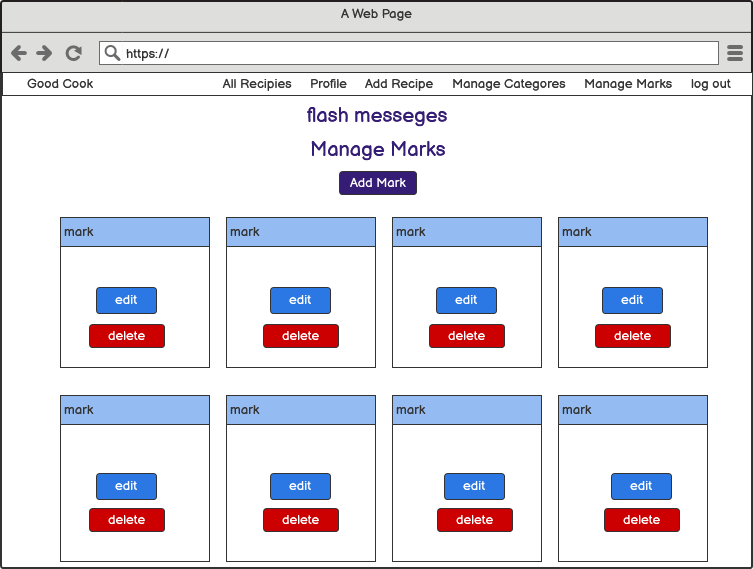 A Web Page
https://
Good Cook All Recipies Profile Add Recipe Manage Categores Manage Marks log out
flash messeges
Manage Marks
Add Mark
mark mark mark mark
edit edit edit edit
delete delete delete delete
mark mark mark mark
edit edit edit edit
delete delete delete delete